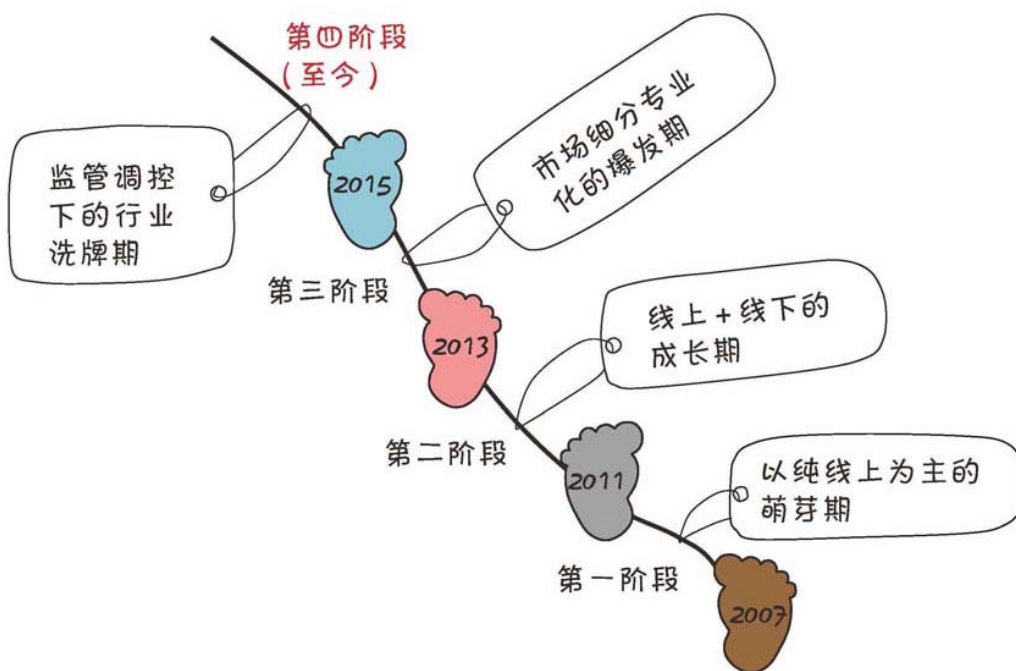 第四阶段
(至今)
监管调控
下的行业
洗牌期
2015
市场细分专业
化的爆发期
第三阶段
2013
线上+线下的
成长期
第二阶段
2011
以纯线上为主的
萌芽期
第一阶段
2007